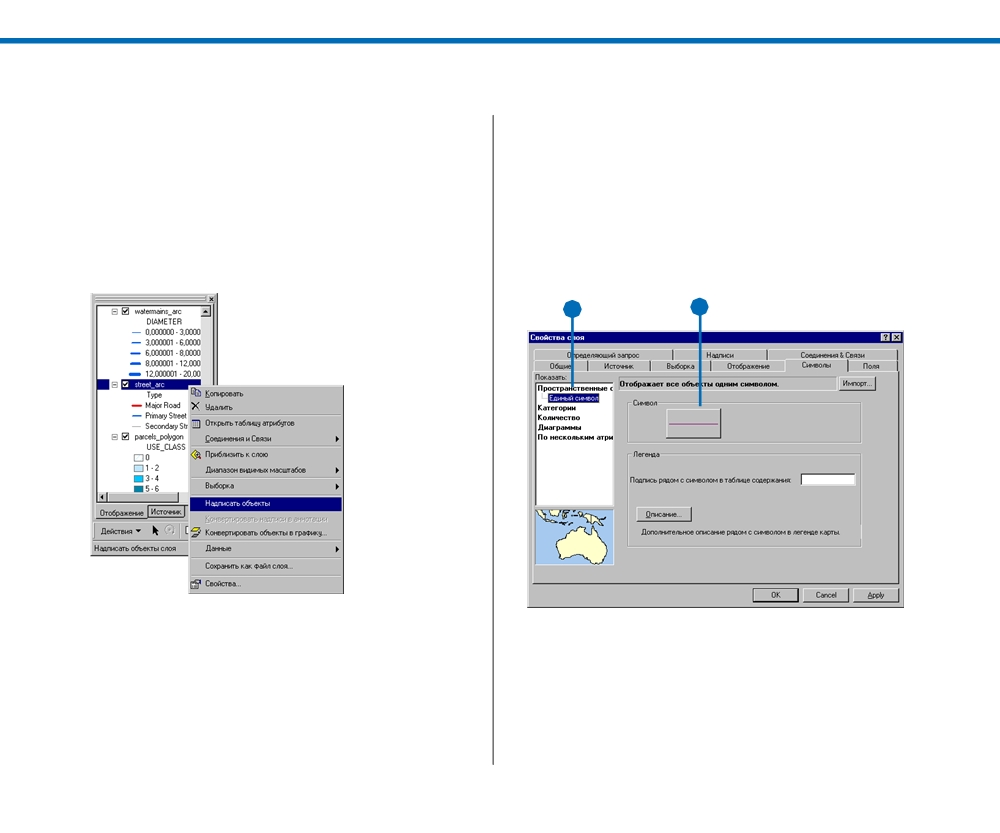 watermains_arc
DIAMETER
0,000000 - 3,0000
3,000001 - 6,0000
6,000001 - 8,0000
8,000001 - 12,000
12,000001 - 20,00
street_arc
Type
Major Road
Primary Street
Secondary Str
parcels_polygon
USE_CLASS
0
1 - 2
3 - 4
5 - 6
Отображение Источник
Действия
Надписать объекты слоя
Копировать
Удалить
Открыть таблицу атрибутов
Соединения и Связи
Приблизить к слою
Диапазон видимых масштабов
Выборка
Надписать объекты
Конвертировать надписи в аннотации
Конвертировать объекты в графику...
Данные
Сохранить как файл слоя...
Свойства...
Свойства слоя
Определяющий запрос Надписи Соединения & Связи
Общие Источник Выборка Отображение Символы Поля
Показать:
Пространственные о
Единый символ
Категории
Количество
Диаграммы
По нескольким атри
Отображает все объекты одним символом.
Импорт...
Символ
Легенда
Подпись рядом с символом в таблице содержания:
Описание...
Дополнительное описание рядом с символом в легенде карты.
OK Cancel Apply